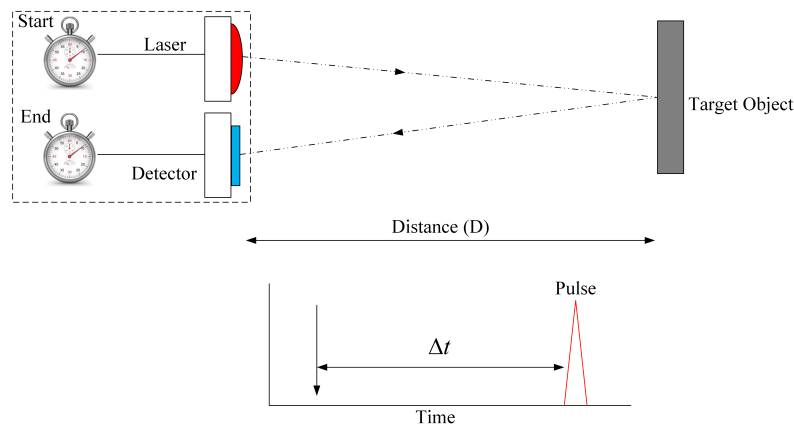 Start
Laser
End
Detector
Target Object
Distance (D)
Pulse
Δt
Time